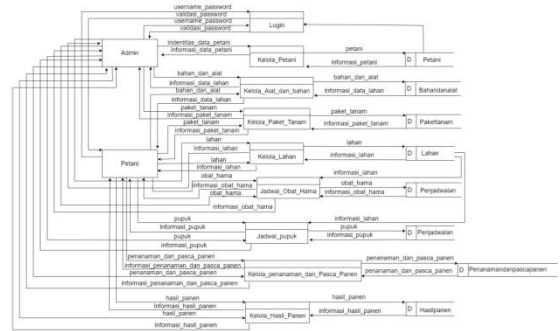 username_password
validasi_password
username_password
validasi_password
Login
Admin
indentitas_data_petani
informasi_data_petani
Kelola_Petani
petani
informasi_petani
D Petani
bahan_dan_alat
informasi_data_lahan
bahan_dan_alat
informasi_data_lahan
Kelola_Alat_dan_bahan
bahan_dan_alat
informasi_data_lahan
D Bahandanalat
paket_tanam
informasi_paket_tanam
paket_tanam
informasi_paket_tanam
Kelola_Paket_Tanam
paket_tanam
informasi_paket_tanam
D Pakettanam
Petani
lahan
informasi_lahan
lahan
informasi_lahan
Kelola_Lahan
lahan
informasi_lahan
D Lahan
obat_hama
informasi_obat_hama
obat_hama
informasi_obat_hama
Jadwal_Obat_Hama
obat_hama
informasi_obat_hama
D Penjadwalan
pupuk
informasi_pupuk
pupuk
informasi_pupuk
Jadwal_pupuk
informasi_lahan
pupuk
informasi_pupuk
D Penjadwalan
penanaman_dan_pasca_panen
informasi_penanaman_dan_pasca_panen
penanaman_dan_pasca_panen
Informasi_penanaman_dan_pasca_panen
Kelola_penanaman_dan_Pasca_Panen
penanaman_dan_pasca_panen
penanaman_dan_pasca_panen
D Penanamandanpascapanen
hasil_panen
informasi_hasil_panen
hasil_panen
informasi_hasil_panen
Kelola_Hasil_Panen
hasil_panen
informasi_hasil_panen
D Hasilpanen